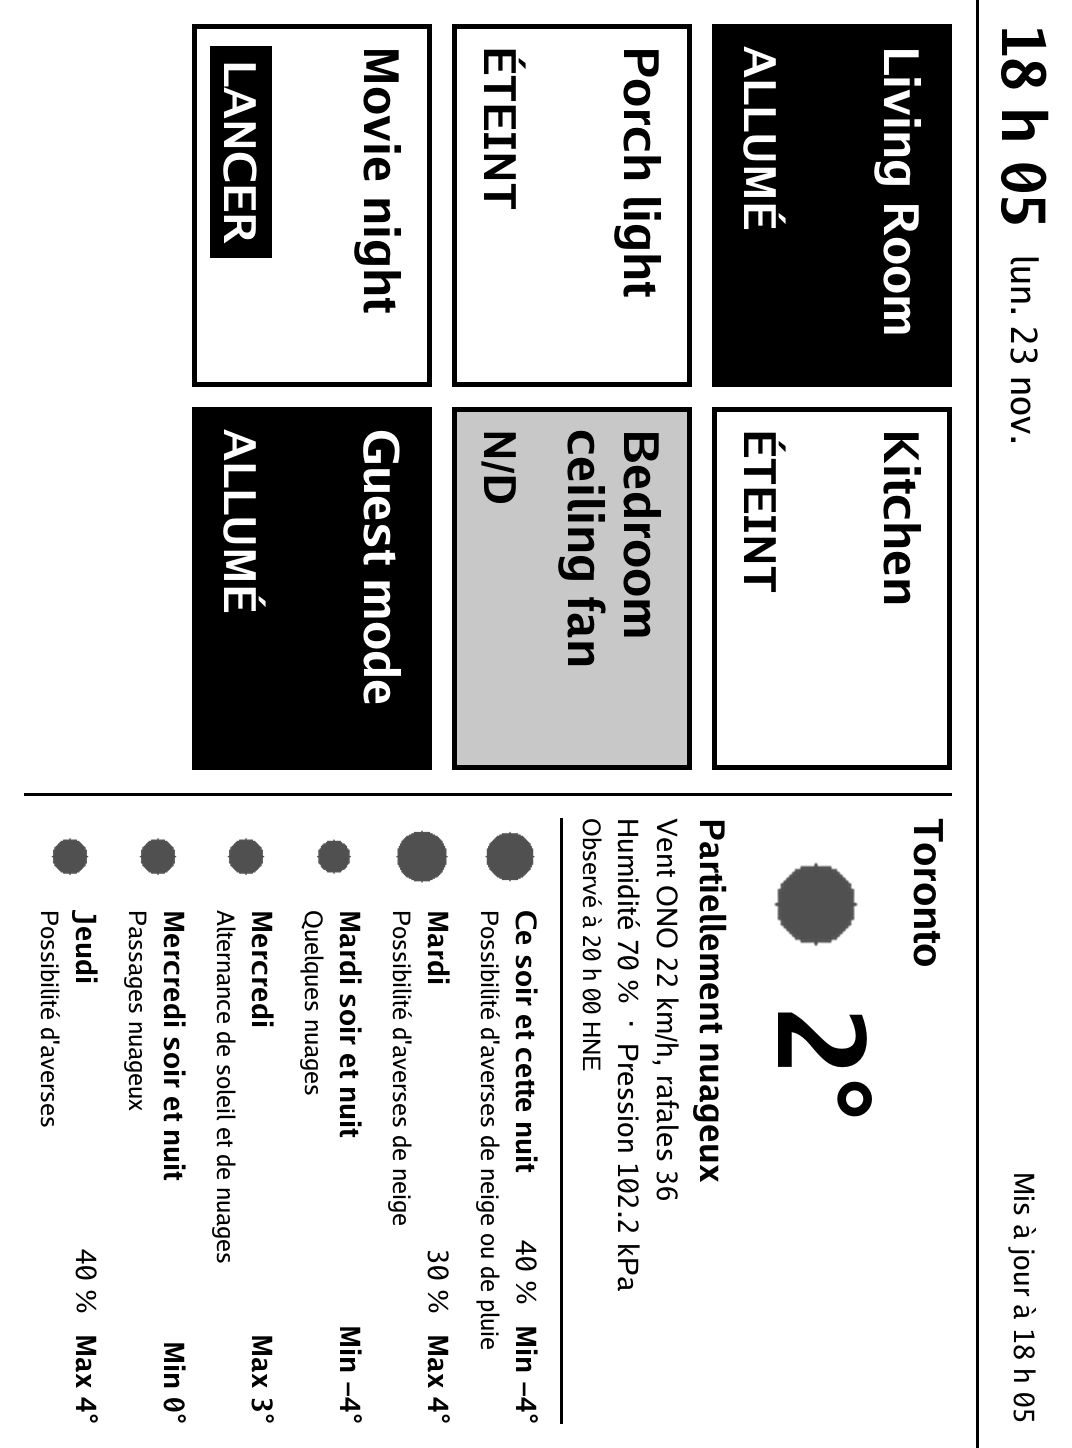 18 h 05 lun. 23 nov.
Mis à jour à 18 h 05
Living Room
ALLUMÉ
Kitchen
ÉTEINT
Porch light
ÉTEINT
Bedroom
ceiling fan
N/D
Movie night
LANCER
Guest mode
ALLUMÉ
Toronto
2°
Partiellement nuageux
Vent ONO 22 km/h, rafales 36
Humidité 70 % · Pression 102.2 kPa
Observé à 20 h 00 HNE
Ce soir et cette nuit 40 % Min −4°
Possibilité d'averses de neige ou de pluie
Mardi 30 % Max 4°
Possibilité d'averses de neige
Mardi soir et nuit Min −4°
Quelques nuages
Mercredi Max 3°
Alternance de soleil et de nuages
Mercredi soir et nuit Min 0°
Passages nuageux
Jeudi 40 % Max 4°
Possibilité d'averses